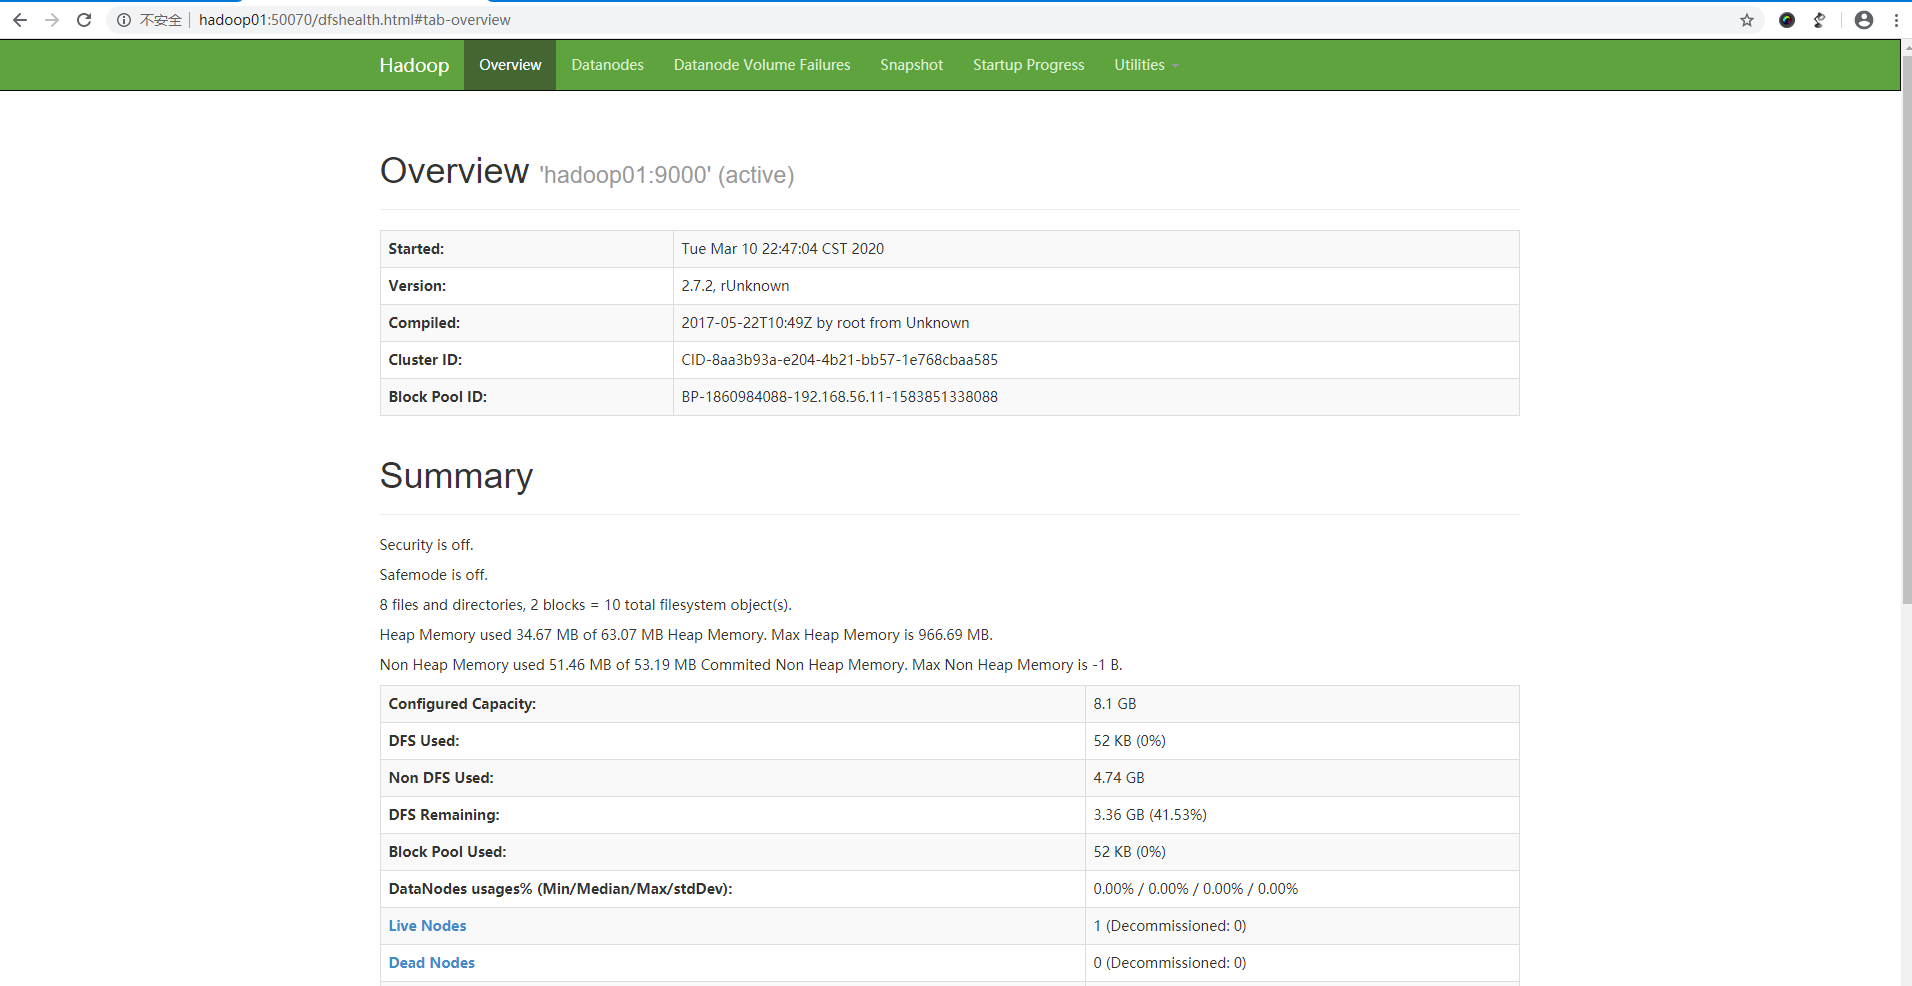 不安全 hadoop01:50070/dfshealth.html#tab-overview
Hadoop Overview Datanodes Datanode Volume Failures Snapshot Startup Progress Utilities
Overview 'hadoop01:9000' (active)
Started: Tue Mar 10 22:47:04 CST 2020
Version: 2.7.2, rUnknown
Compiled: 2017-05-22T10:49Z by root from Unknown
Cluster ID: CID-8aa3b93a-e204-4b21-bb57-1e768cbaa585
Block Pool ID: BP-1860984088-192.168.56.11-1583851338088
Summary
Security is off.
Safemode is off.
8 files and directories, 2 blocks = 10 total filesystem object(s).
Heap Memory used 34.67 MB of 63.07 MB Heap Memory. Max Heap Memory is 966.69 MB.
Non Heap Memory used 51.46 MB of 53.19 MB Commited Non Heap Memory. Max Non Heap Memory is -1 B.
Configured Capacity: 8.1 GB
DFS Used: 52 KB (0%)
Non DFS Used: 4.74 GB
DFS Remaining: 3.36 GB (41.53%)
Block Pool Used: 52 KB (0%)
DataNodes usages% (Min/Median/Max/stdDev): 0.00% / 0.00% / 0.00% / 0.00%
Live Nodes 1 (Decommissioned: 0)
Dead Nodes 0 (Decommissioned: 0)